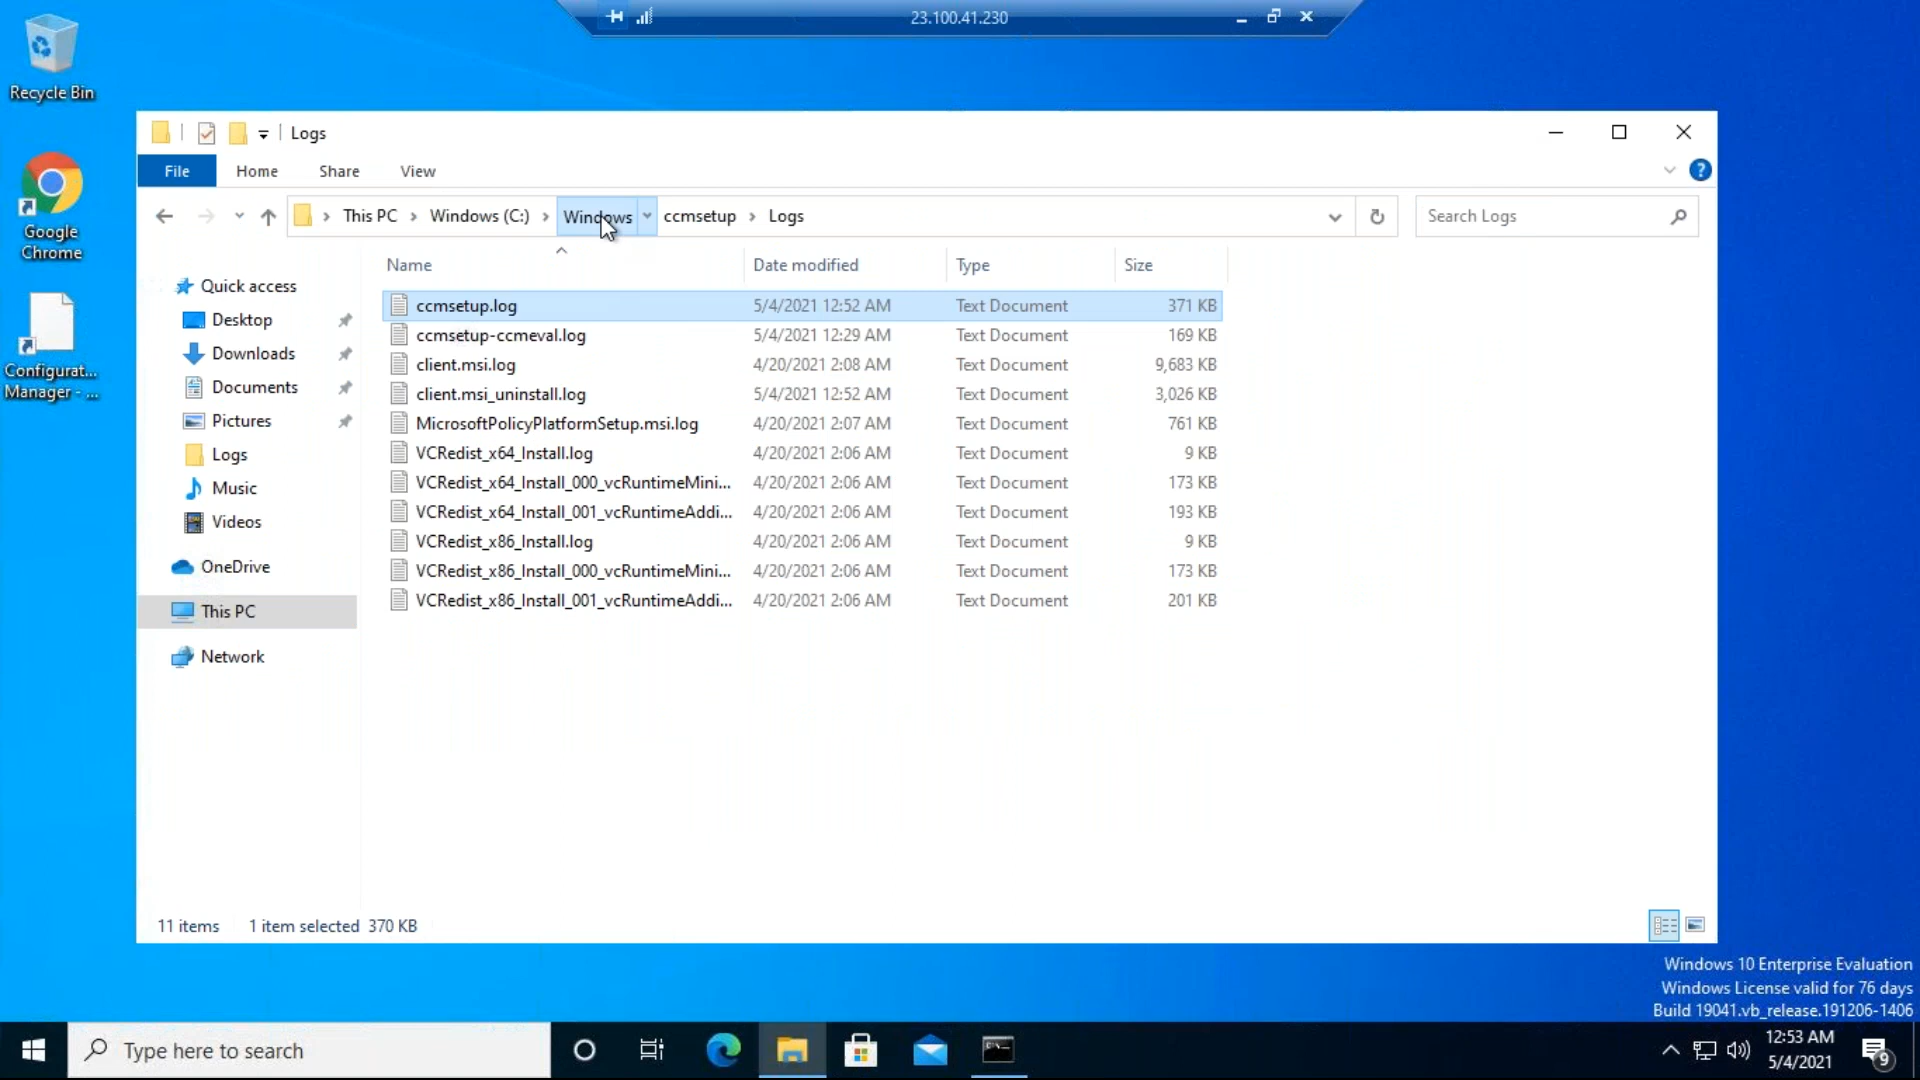 23.100.41.230
Recycle Bin
Google
Chrome
Configurat...
Manager - ...
Logs
File Home Share View
This PC Windows (C:) Windows ccmsetup Logs
Search Logs
Name Date modified Type Size
Quick access
Desktop
Downloads
Documents
Pictures
Logs
Music
Videos
OneDrive
This PC
Network
ccmsetup.log 5/4/2021 12:52 AM Text Document 371 KB
ccmsetup-ccmeval.log 5/4/2021 12:29 AM Text Document 169 KB
client.msi.log 4/20/2021 2:08 AM Text Document 9,683 KB
client.msi_uninstall.log 5/4/2021 12:52 AM Text Document 3,026 KB
MicrosoftPolicyPlatformSetup.msi.log 4/20/2021 2:07 AM Text Document 761 KB
VCRedist_x64_Install.log 4/20/2021 2:06 AM Text Document 9 KB
VCRedist_x64_Install_000_vcRuntimeMini... 4/20/2021 2:06 AM Text Document 173 KB
VCRedist_x64_Install_001_vcRuntimeAddi... 4/20/2021 2:06 AM Text Document 193 KB
VCRedist_x86_Install.log 4/20/2021 2:06 AM Text Document 9 KB
VCRedist_x86_Install_000_vcRuntimeMini... 4/20/2021 2:06 AM Text Document 173 KB
VCRedist_x86_Install_001_vcRuntimeAddi... 4/20/2021 2:06 AM Text Document 201 KB
11 items 1 item selected 370 KB
Windows 10 Enterprise Evaluation
Windows License valid for 76 days
Build 19041.vb_release.191206-1406
Type here to search
12:53 AM
5/4/2021
9